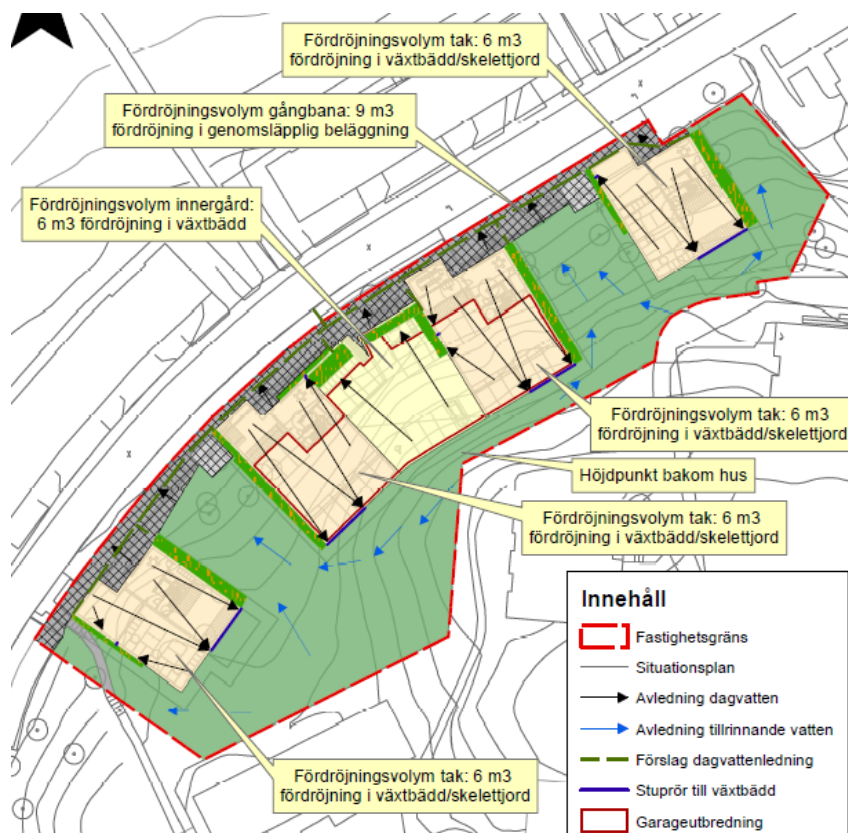 Fördröjningsvolym tak: 6 m3
fördröjning i växtbädd/skelettjord
Fördröjningsvolym gångbana: 9 m3
fördröjning i genomsläpplig beläggning
Fördröjningsvolym innergård:
6 m3 fördröjning i växtbädd
Fördröjningsvolym tak: 6 m3
fördröjning i växtbädd/skelettjord
Höjdpunkt bakom hus
Fördröjningsvolym tak: 6 m3
fördröjning i växtbädd/skelettjord
Fördröjningsvolym tak: 6 m3
fördröjning i växtbädd/skelettjord
Innehåll
Fastighetsgräns
Situationsplan
Avledning dagvatten
Avledning tillrinnande vatten
Förslag dagvattenledning
Stuprör till växtbädd
Garageutbredning